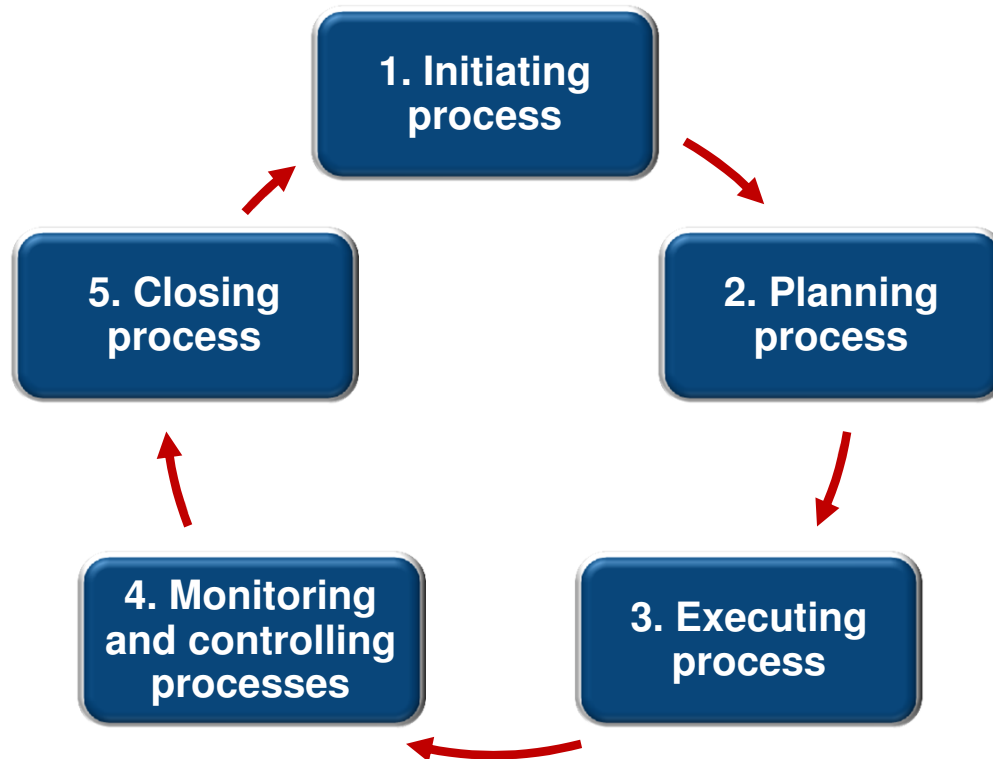 1. Initiating
process
2. Planning
process
3. Executing
process
4. Monitoring
and controlling
processes
5. Closing
process